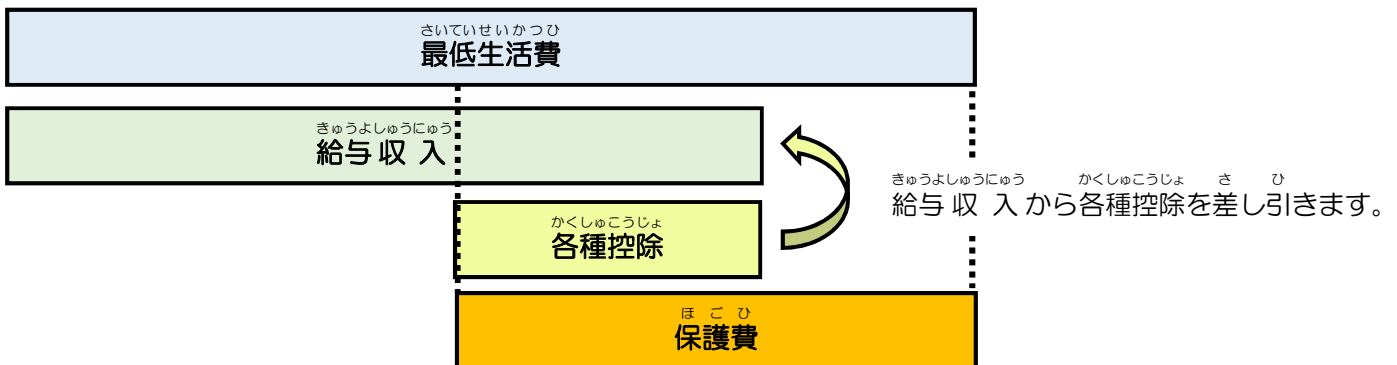 さいていせいかつひ
最低生活費
きゅうよしゅうにゅう
給与収入
きゅうよしゅうにゅう かくしゅこうじょ さ ひ
給与収入から各種控除を差し引きます。
かくしゅこうじょ
各種控除
ほごひ
保護費